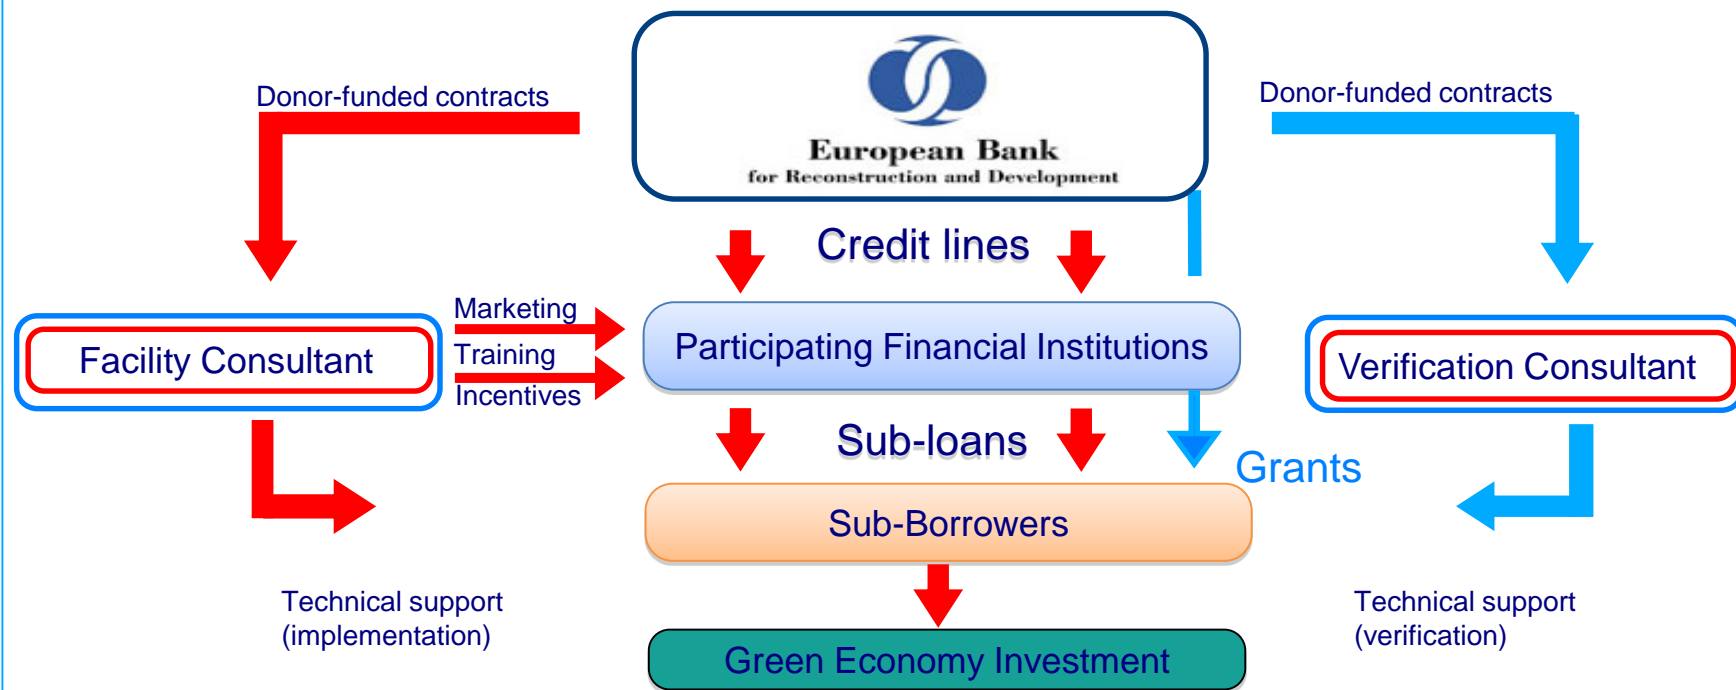 Donor-funded contracts
European Bank
for Reconstruction and Development
Donor-funded contracts
Credit lines
Facility Consultant
Marketing
Training
Incentives
Participating Financial Institutions
Verification Consultant
Sub-loans
Grants
Sub-Borrowers
Technical support
(implementation)
Technical support
(verification)
Green Economy Investment